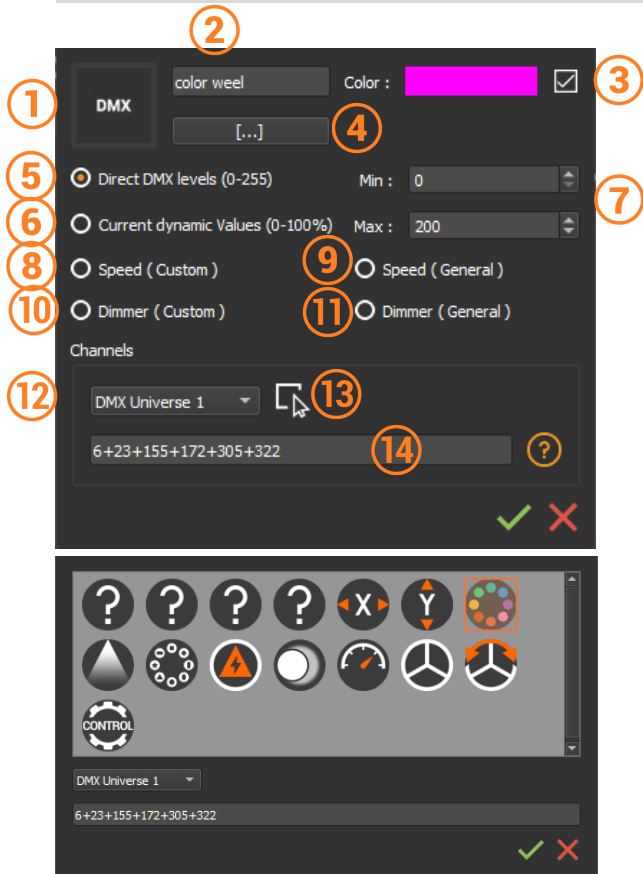 2
1
DMX
color weel
Color :
3
[...]
4
5
Direct DMX levels (0-255)
Min :
0
7
6
Current dynamic Values (0-100%)
Max :
200
8
Speed ( Custom )
9
Speed ( General )
10
Dimmer ( Custom )
11
Dimmer ( General )
Channels
12
DMX Universe 1
13
6+23+155+172+305+322
14
?
? ? ? ? X Y
CONTROL
DMX Universe 1
6+23+155+172+305+322